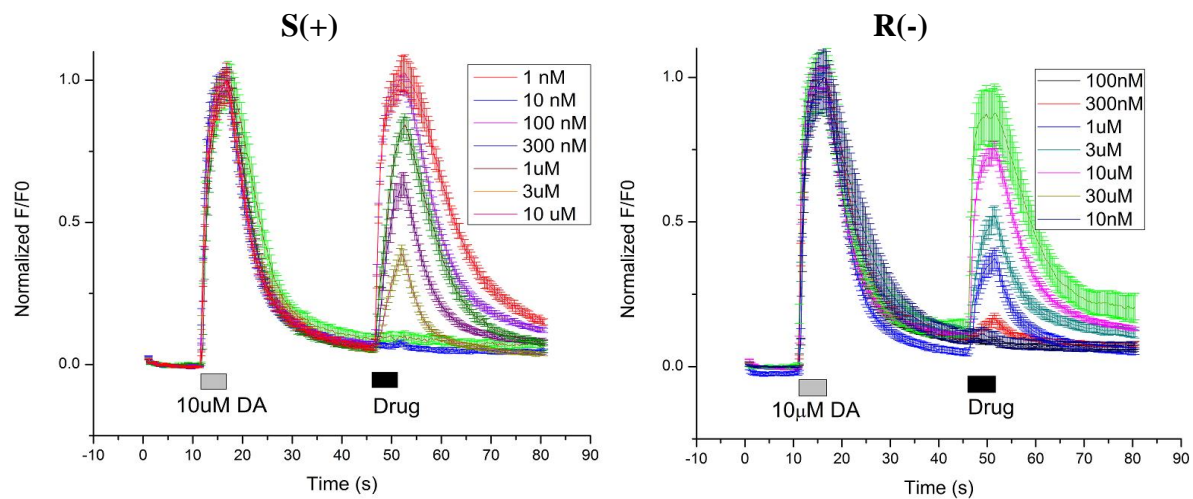 S(+)
Normalized F/F0
1.0
0.5
0.0
1 nM
10 nM
100 nM
300 nM
1uM
3uM
10 uM
10uM DA
Drug
-10 0 10 20 30 40 50 60 70 80 90
Time (s)
R(-)
Normalized F/F0
1.0
0.5
0.0
100nM
300nM
1uM
3uM
10uM
30uM
10nM
10μM DA
Drug
-10 0 10 20 30 40 50 60 70 80 90
Time (s)